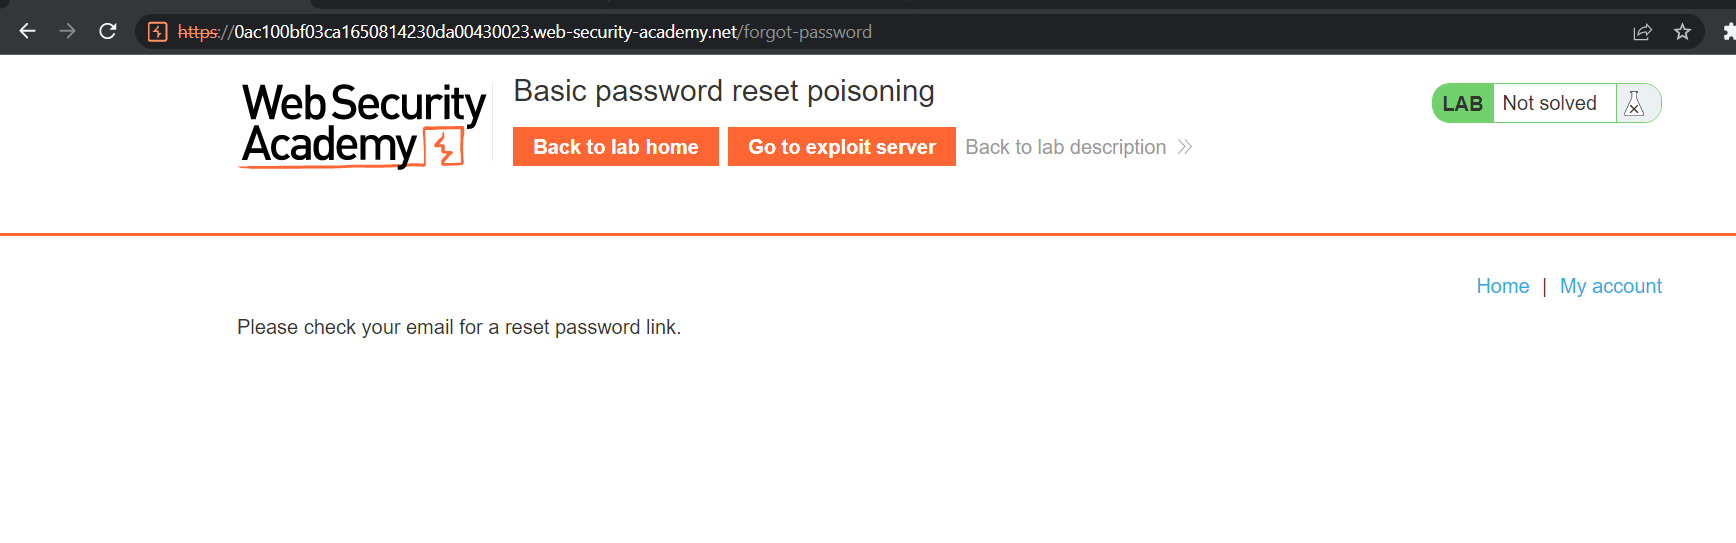 https://0ac100bf03ca1650814230da00430023.web-security-academy.net/forgot-password
Web Security
Academy
Basic password reset poisoning
Back to lab home
Go to exploit server
Back to lab description
LAB
Not solved
Home | My account
Please check your email for a reset password link.